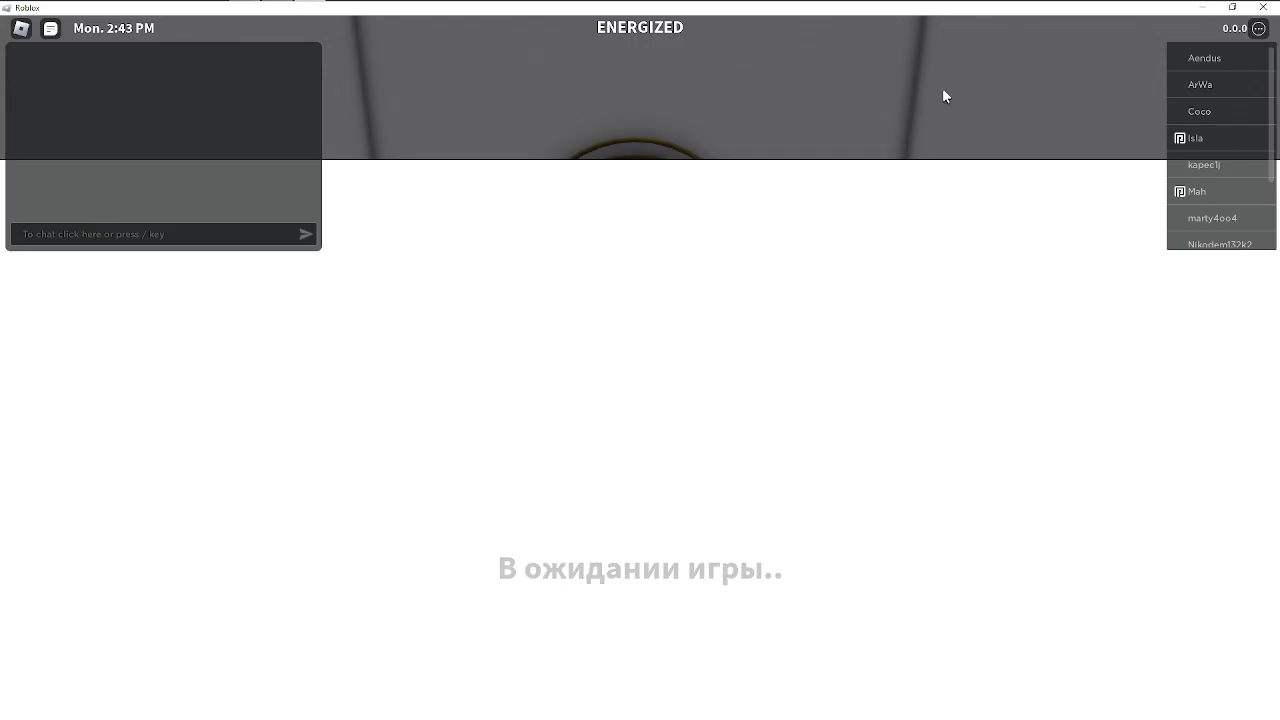 Roblox
Mon. 2:43 PM
ENERGIZED
0.0.0
Aendus
ArWa
Coco
Isla
kapec1j
Mah
marty4oo4
Nikodem132k2
To chat click here or press / key
В ожидании игры..